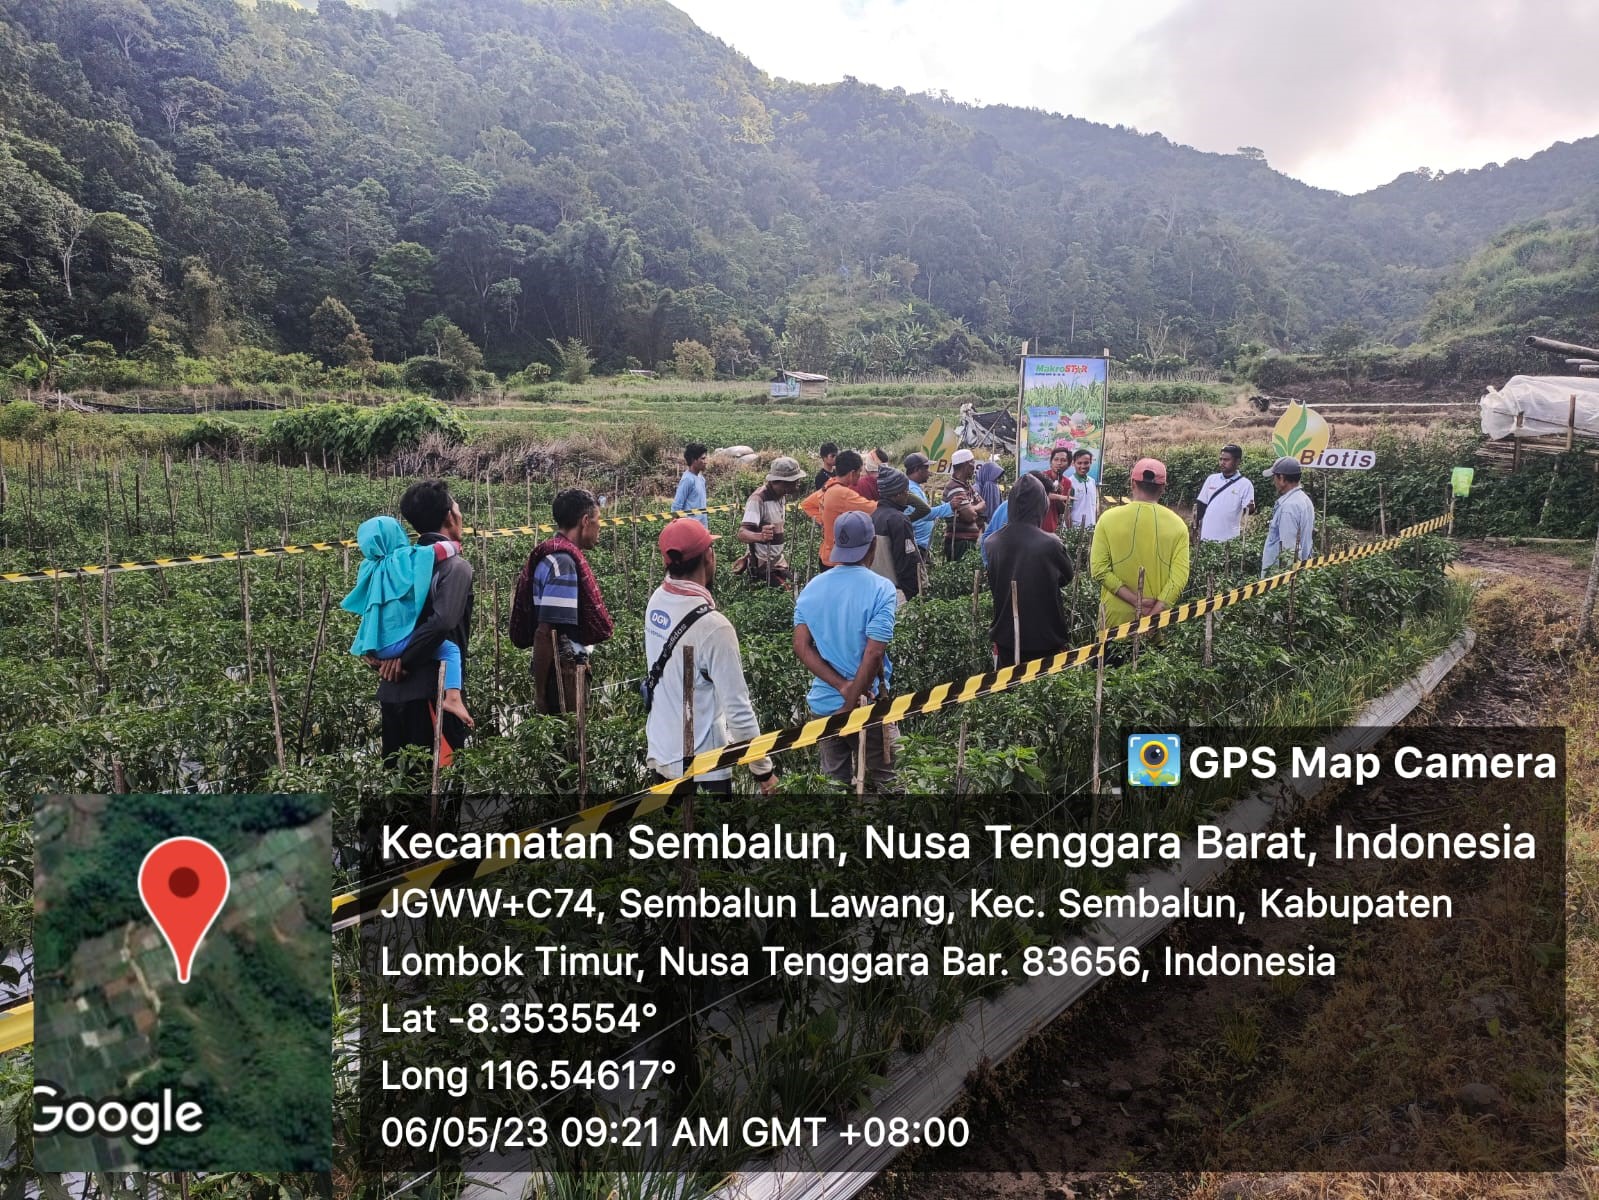 MakroSTAR
Biotis
DGW
adidas
GPS Map Camera
Kecamatan Sembalun, Nusa Tenggara Barat, Indonesia
JGWW+C74, Sembalun Lawang, Kec. Sembalun, Kabupaten
Lombok Timur, Nusa Tenggara Bar. 83656, Indonesia
Lat -8.353554°
Long 116.54617°
06/05/23 09:21 AM GMT +08:00
Google